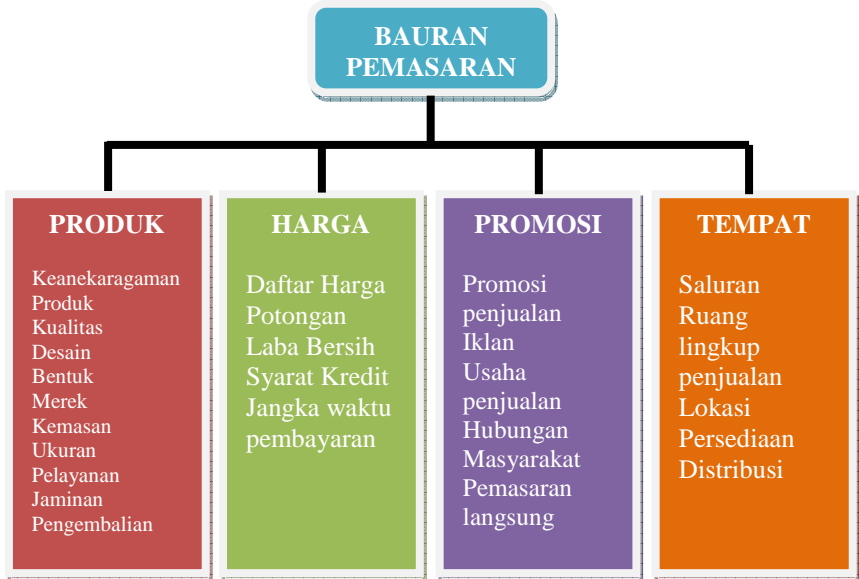 BAURAN
PEMASARAN
PRODUK
Keanekaragaman
Produk
Kualitas
Desain
Bentuk
Merek
Kemasan
Ukuran
Pelayanan
Jaminan
Pengembalian
HARGA
Daftar Harga
Potongan
Laba Bersih
Syarat Kredit
Jangka waktu
pembayaran
PROMOSI
Promosi
penjualan
Iklan
Usaha
penjualan
Hubungan
Masyarakat
Pemasaran
langsung
TEMPAT
Saluran
Ruang
lingkup
penjualan
Lokasi
Persediaan
Distribusi